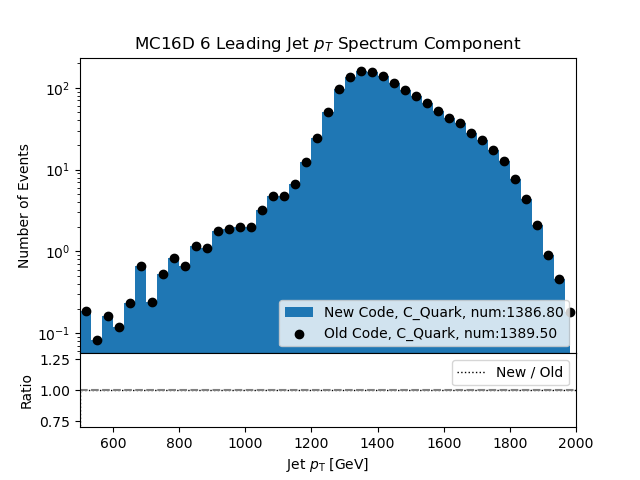 MC16D 6 Leading Jet $p_T$ Spectrum Component
Number of Events
10²
10¹
10⁰
10⁻¹
New Code, C_Quark, num:1386.80
Old Code, C_Quark, num:1389.50
Ratio
1.25
1.00
0.75
New / Old
600 800 1000 1200 1400 1600 1800 2000
Jet $p_T$ [GeV]